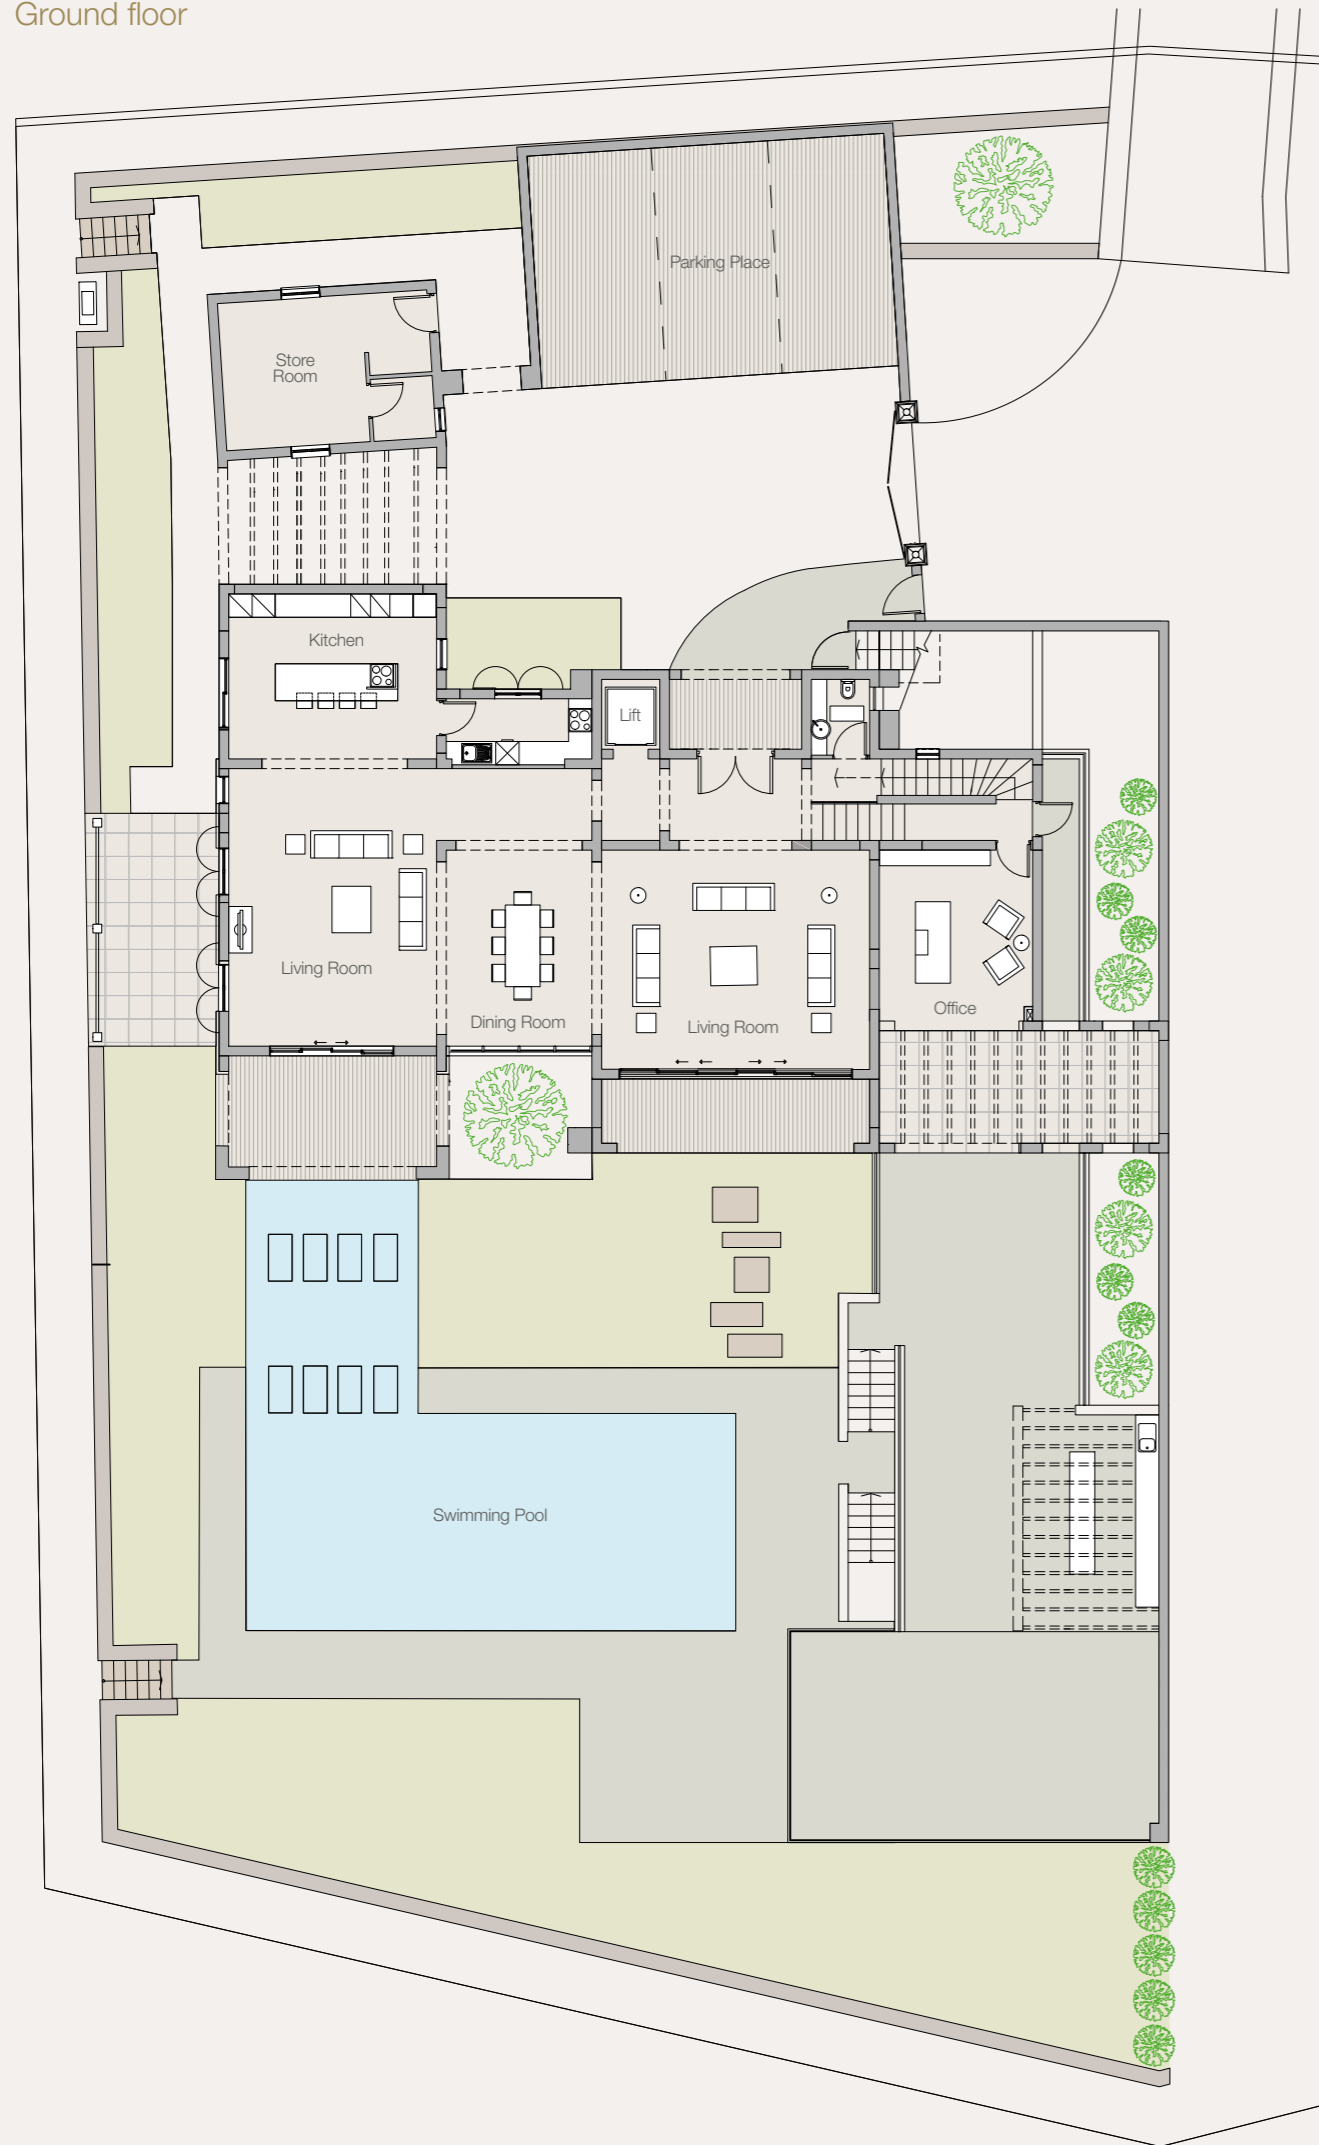 Ground floor
Parking Place
Store
Room
Kitchen
Lift
Living Room
Dining Room
Living Room
Office
Swimming Pool